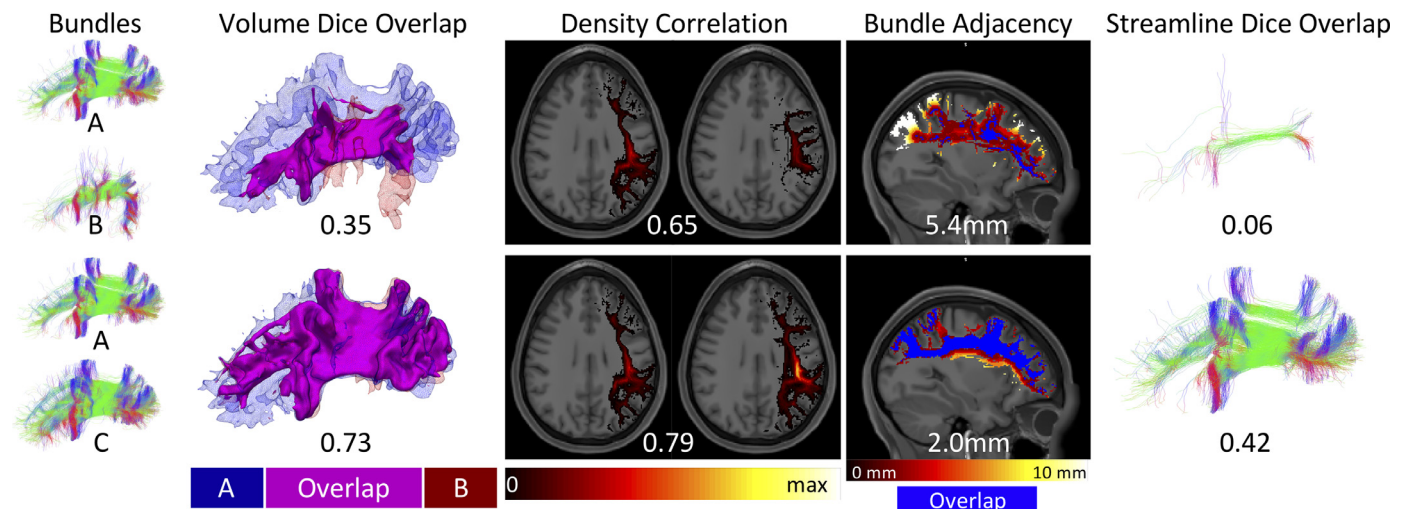 Bundles
Volume Dice Overlap
Density Correlation
Bundle Adjacency
Streamline Dice Overlap
A
B
0.35
0.65
5.4mm
0.06
A
C
0.73
0.79
2.0mm
0.42
A
Overlap
B
0
max
0 mm
10 mm
Overlap